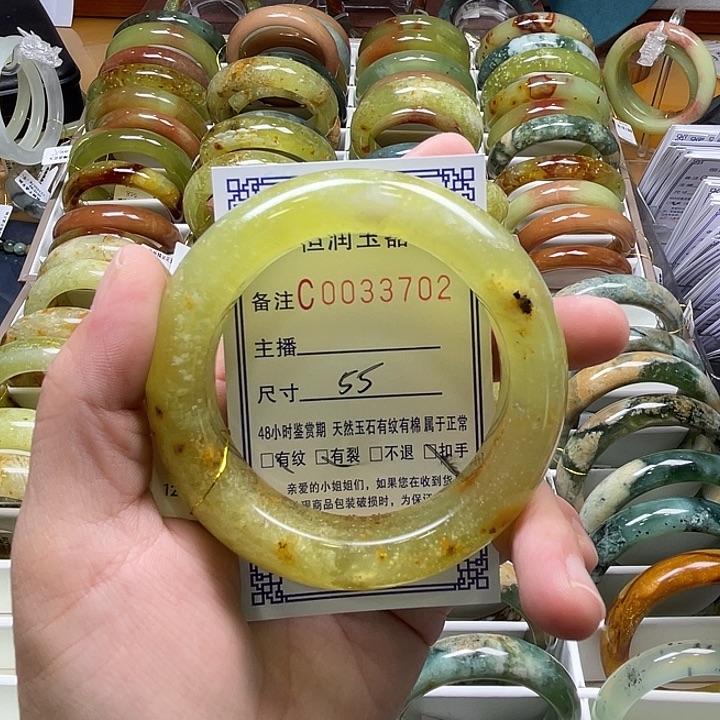 恒润玉器
备注C0033702
主播
尺寸 55
48小时鉴赏期 天然玉石有纹有棉属于正常
□有纹 ☑有裂 □不退 ☑扣手
亲爱的小姐姐们,如果您在收到货
现商品包装破损时,为保证
12